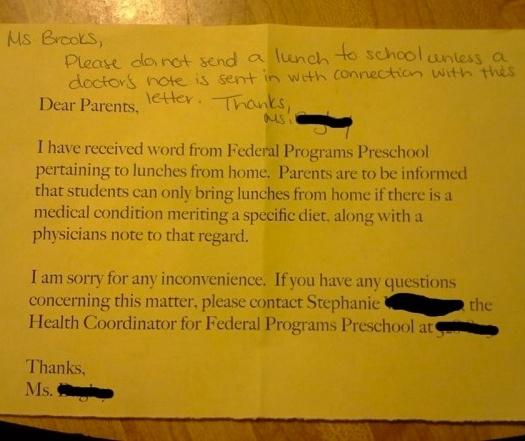 Ms. Brooks,
Please do not send a lunch to school unless a
doctor's note is sent in with connection with this
letter. Thanks,
Ms.
Dear Parents,
I have received word from Federal Programs Preschool
pertaining to lunches from home. Parents are to be informed
that students can only bring lunches from home if there is a
medical condition meriting a specific diet, along with a
physicians note to that regard.
I am sorry for any inconvenience. If you have any questions
concerning this matter, please contact Stephanie , the
Health Coordinator for Federal Programs Preschool at
Thanks,
Ms.